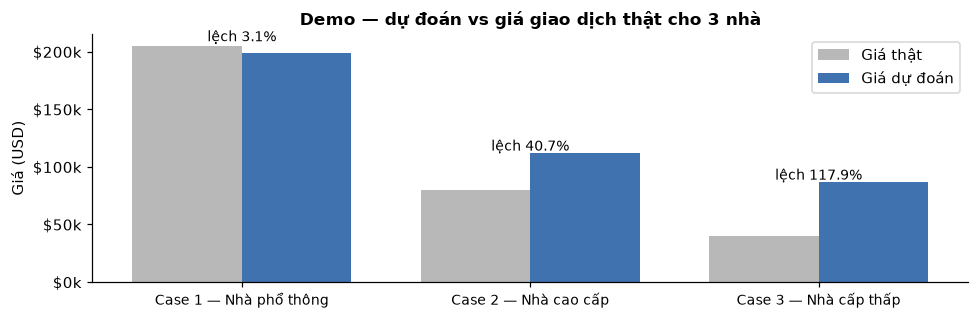 Demo — dự đoán vs giá giao dịch thật cho 3 nhà
Giá (USD)
$200k
$150k
$100k
$50k
$0k
lệch 3.1%
lệch 40.7%
lệch 117.9%
Giá thật
Giá dự đoán
Case 1 — Nhà phổ thông
Case 2 — Nhà cao cấp
Case 3 — Nhà cấp thấp